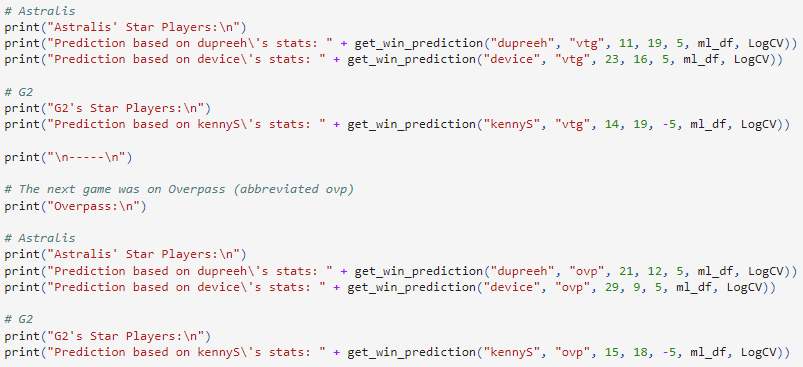 # Astralis
print("Astralis' Star Players:\n")
print("Prediction based on dupreeh\'s stats: " + get_win_prediction("dupreeh", "vtg", 11, 19, 5, ml_df, LogCV))
print("Prediction based on device\'s stats: " + get_win_prediction("device", "vtg", 23, 16, 5, ml_df, LogCV))
# G2
print("G2's Star Players:\n")
print("Prediction based on kennyS\'s stats: " + get_win_prediction("kennyS", "vtg", 14, 19, -5, ml_df, LogCV))
print("\n-----\n")
# The next game was on Overpass (abbreviated ovp)
print("Overpass:\n")
# Astralis
print("Astralis' Star Players:\n")
print("Prediction based on dupreeh\'s stats: " + get_win_prediction("dupreeh", "ovp", 21, 12, 5, ml_df, LogCV))
print("Prediction based on device\'s stats: " + get_win_prediction("device", "ovp", 29, 9, 5, ml_df, LogCV))
# G2
print("G2's Star Players:\n")
print("Prediction based on kennyS\'s stats: " + get_win_prediction("kennyS", "ovp", 15, 18, -5, ml_df, LogCV))